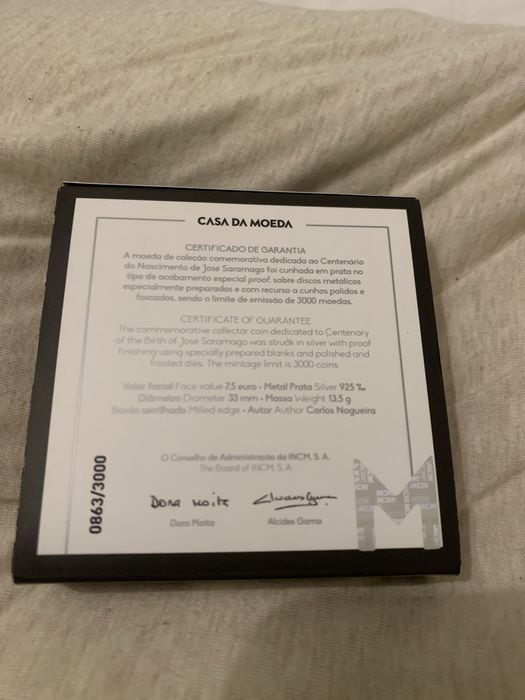 CASA DA MOEDA
CERTIFICADO DE GARANTIA
A moeda de coleção comemorativa dedicada ao Centenário
do Nascimento de José Saramago foi cunhada em prata no
tipo de acabamento especial proof, sobre discos metálicos
especialmente preparados e com recurso a cunhos polidos e
foscados, sendo o limite de emissão de 3000 moedas.
CERTIFICATE OF GUARANTEE
The commemorative collector coin dedicated to Centenary
of the Birth of José Saramago was struck in silver with proof
finishing using specially prepared blanks and polished and
frosted dies. The mintage limit is 3000 coins.
Valor facial Face value 7,5 euro • Metal Prata Silver 925 ‰
Diâmetro Diameter 33 mm • Massa Weight 13,5 g
Bordo serrilhado Milled edge • Autor Author Carlos Nogueira
O Conselho de Administração da INCM, S. A.
The Board of INCM, S. A.
Dora Moita
Dora Moita
Alcides Gama
0863/3000
M